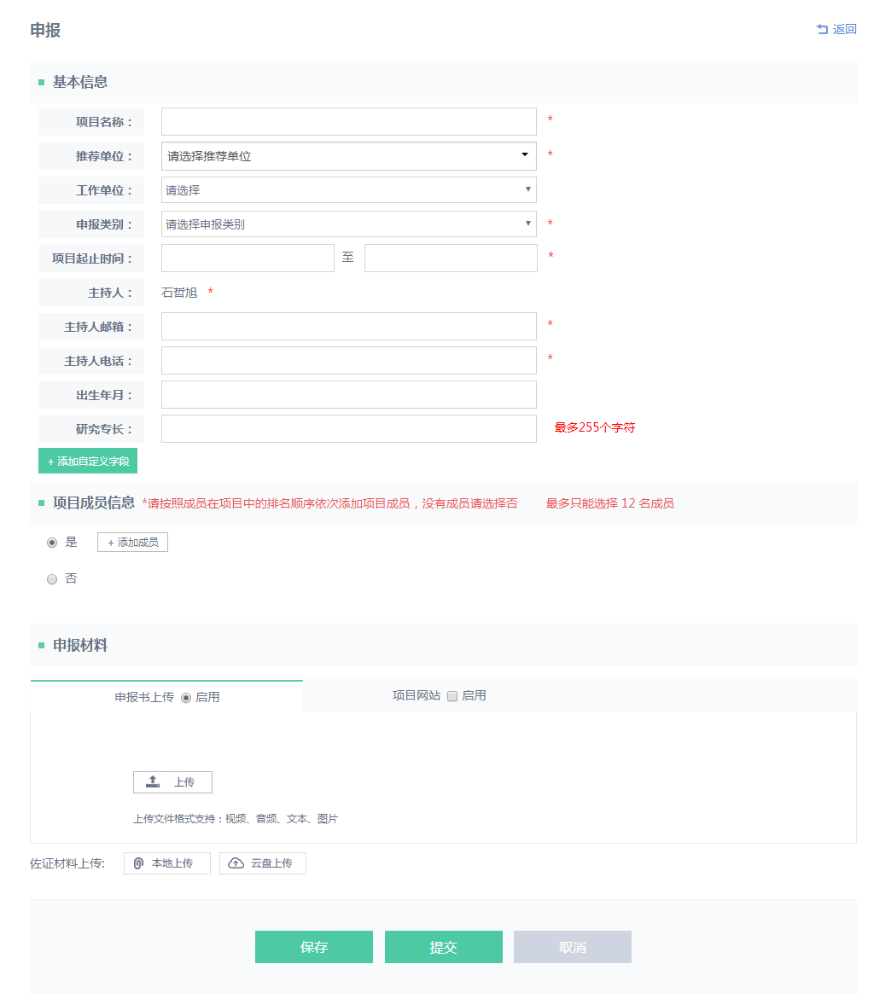 申报
返回
基本信息
项目名称：
*
推荐单位： 请选择推荐单位 *
工作单位： 请选择
申报类别： 请选择申报类别 *
项目起止时间： 至 *
主持人： 石哲旭 *
主持人邮箱： *
主持人电话： *
出生年月：
研究专长： 最多255个字符
+ 添加自定义字段
项目成员信息 *请按照成员在项目中的排名顺序依次添加项目成员，没有成员请选择否 最多只能选择 12 名成员
是 + 添加成员
否
申报材料
申报书上传 启用 项目网站 启用
上传
上传文件格式支持：视频、音频、文本、图片
佐证材料上传: 本地上传 云盘上传
保存 提交 取消